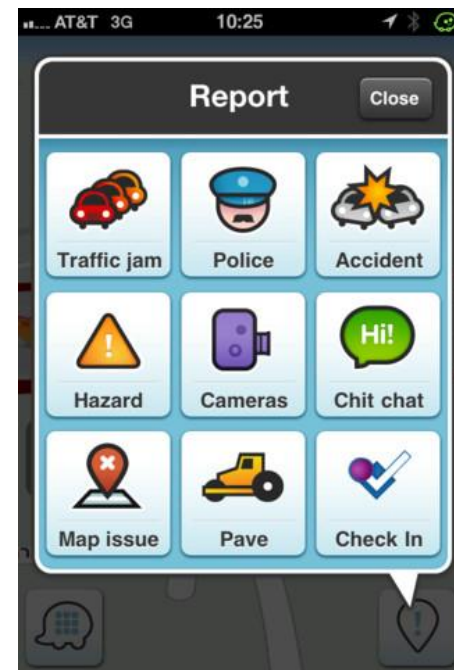 AT&T 3G 10:25
Report Close
Traffic jam Police Accident
Hi!
Hazard Cameras Chit chat
Map issue Pave Check In